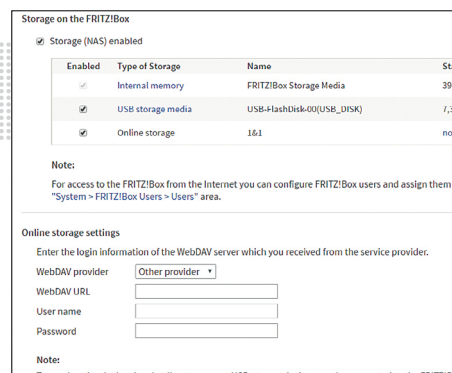 Storage on the FRITZ!Box
Storage (NAS) enabled
Enabled Type of Storage Name
Internal memory FRITZ!Box Storage Media 39
USB storage media USB-FlashDisk-00(USB_DISK) 7,
Online storage 1&1 no
Note:
For access to the FRITZ!Box from the Internet you can configure FRITZ!Box users and assign them
"System > FRITZ!Box Users > Users" area.
Online storage settings
Enter the login information of the WebDAV server which you received from the service provider.
WebDAV provider Other provider
WebDAV URL
User name
Password
Note: